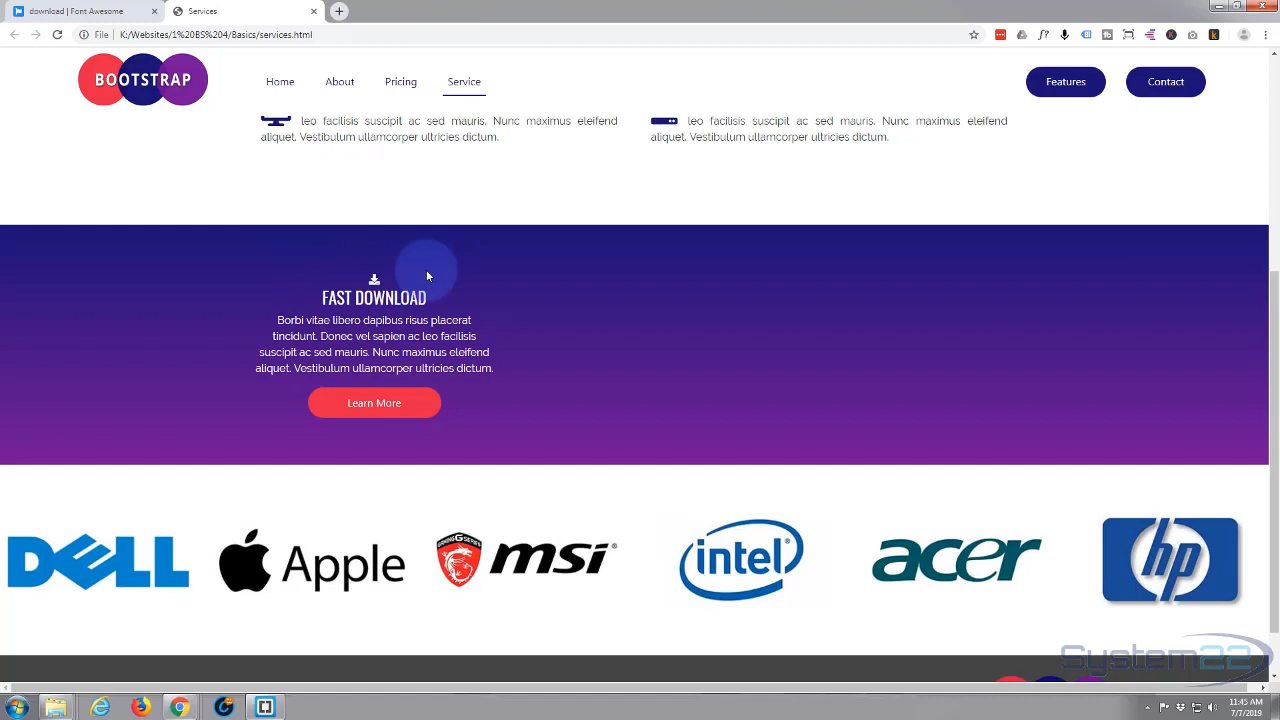 download | Font Awesome
Services
File K:/Websites/1%20BS%204/Basics/services.html
BOOTSTRAP
Home About Pricing Service
Features Contact
leo facilisis suscipit ac sed mauris. Nunc maximus eleifend
aliquet. Vestibulum ullamcorper ultricies dictum.
leo facilisis suscipit ac sed mauris. Nunc maximus eleifend
aliquet. Vestibulum ullamcorper ultricies dictum.
FAST DOWNLOAD
Borbi vitae libero dapibus risus placerat
tincidunt. Donec vel sapien ac leo facilisis
suscipit ac sed mauris. Nunc maximus eleifend
aliquet. Vestibulum ullamcorper ultricies dictum.
Learn More
DELL
Apple
GAMING G SERIES
msi
intel
acer
hp
System22
11:45 AM
7/7/2019